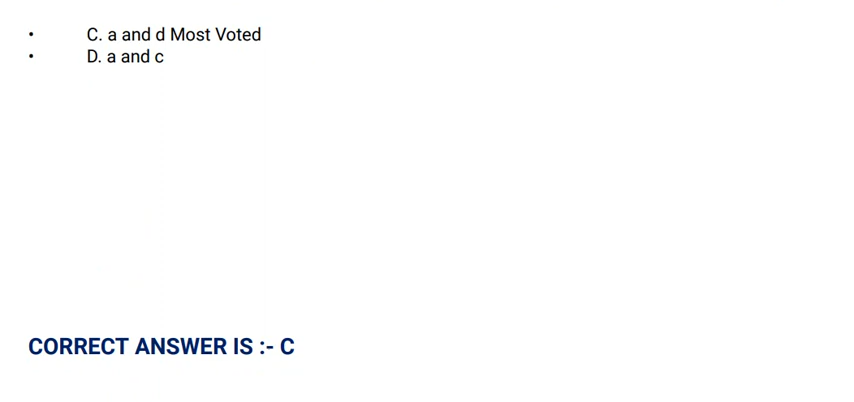 • C. a and d Most Voted
• D. a and c
CORRECT ANSWER IS :- C